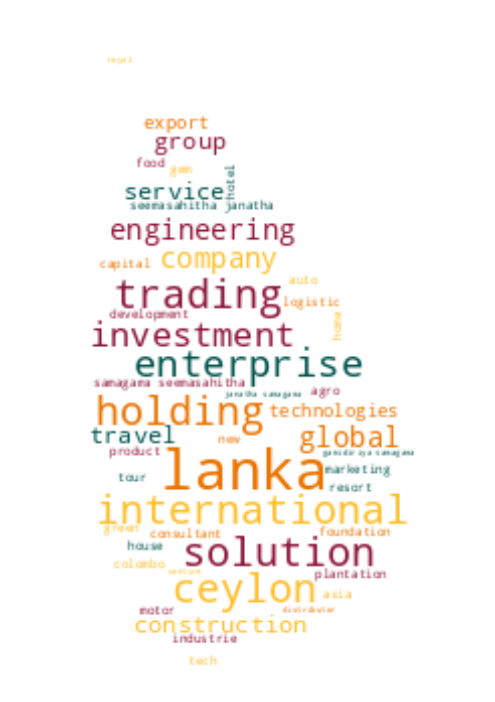 royal
export
group
food
gem
hotel
service
seemasahitha janatha
engineering
capital company
auto
trading logistic
development
home
investment
enterprise
samagama seemasahitha
janatha samagama agro
holding technologies
travel new global
product
lanka marketing
tour
resort
international
green consultant foundation
house solution
colombo
plantation
ceylon asia
motor distributor
construction
industrie
tech